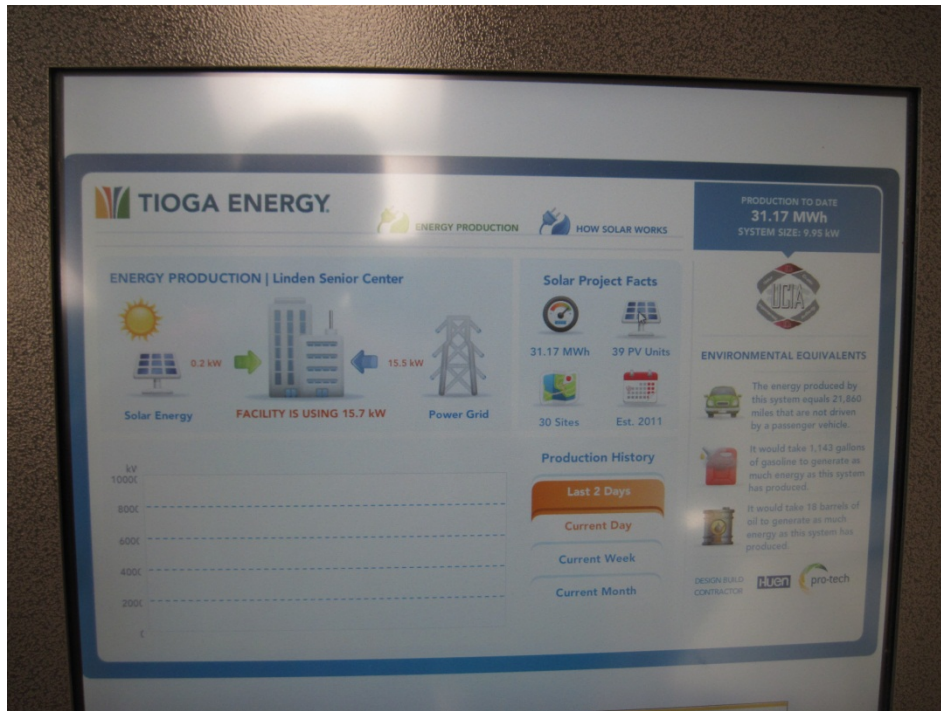 TIOGA ENERGY.
ENERGY PRODUCTION
HOW SOLAR WORKS
PRODUCTION TO DATE
31.17 MWh
SYSTEM SIZE: 9.95 kW
ENERGY PRODUCTION | Linden Senior Center
0.2 kW
15.5 kW
Solar Energy
FACILITY IS USING 15.7 kW
Power Grid
Solar Project Facts
31.17 MWh
39 PV Units
30 Sites
Est. 2011
UCIA
ENVIRONMENTAL EQUIVALENTS
The energy produced by
this system equals 21,860
miles that are not driven
by a passenger vehicle.
It would take 1,143 gallons
of gasoline to generate as
much energy as this system
has produced.
It would take 18 barrels of
oil to generate as much
energy as this system has
produced.
DESIGN BUILD
CONTRACTOR
Huen
pro-tech
Production History
Last 2 Days
Current Day
Current Week
Current Month